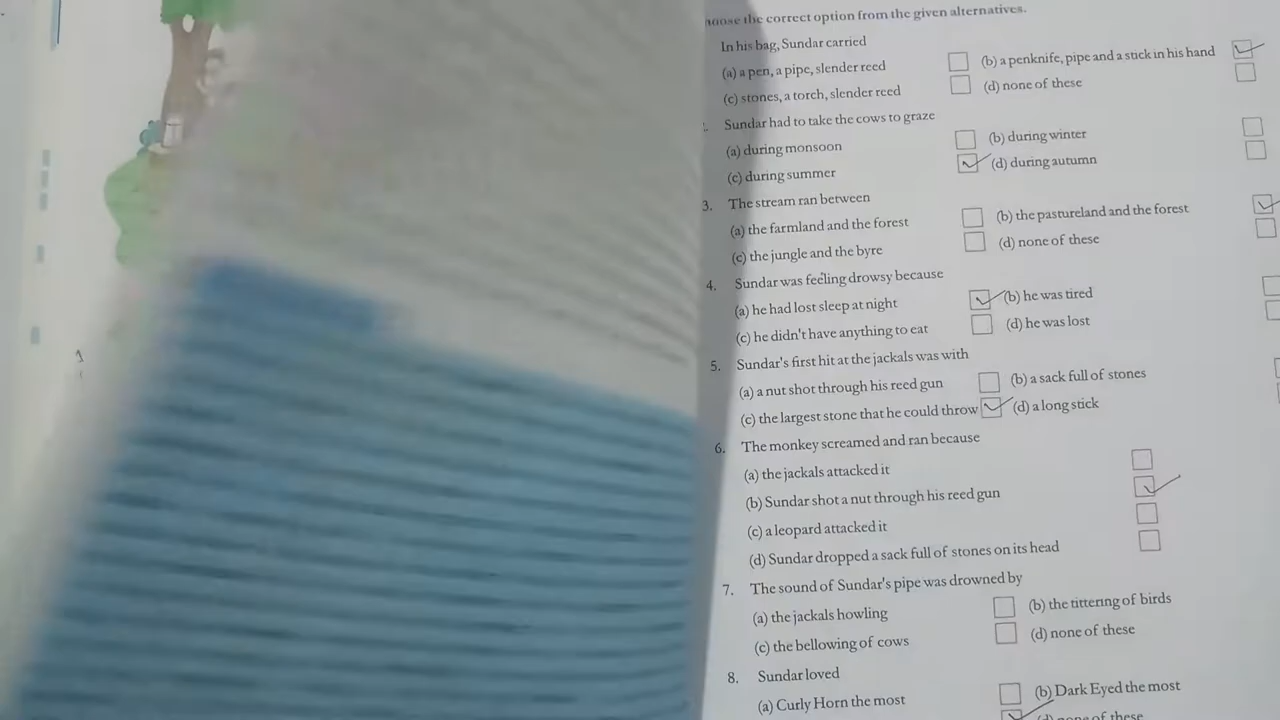 the correct option from the given alternatives.
In his bag, Sundar carried
(a) a pen, a pipe, slender reed (b) a penknife, pipe and a stick in his hand
(c) stones, a torch, slender reed (d) none of these
Sundar had to take the cows to graze
(a) during monsoon (b) during winter
(c) during summer (d) during autumn
3. The stream ran between
(a) the farmland and the forest (b) the pastureland and the forest
(c) the jungle and the byre (d) none of these
4. Sundar was feeling drowsy because
(a) he had lost sleep at night (b) he was tired
(c) he didn't have anything to eat (d) he was lost
5. Sundar's first hit at the jackals was with
(a) a nut shot through his reed gun (b) a sack full of stones
(c) the largest stone that he could throw (d) a long stick
6. The monkey screamed and ran because
(a) the jackals attacked it
(b) Sundar shot a nut through his reed gun
(c) a leopard attacked it
(d) Sundar dropped a sack full of stones on its head
7. The sound of Sundar's pipe was drowned by
(a) the jackals howling (b) the tittering of birds
(c) the bellowing of cows (d) none of these
8. Sundar loved
(a) Curly Horn the most (b) Dark Eyed the most
(d) none of these